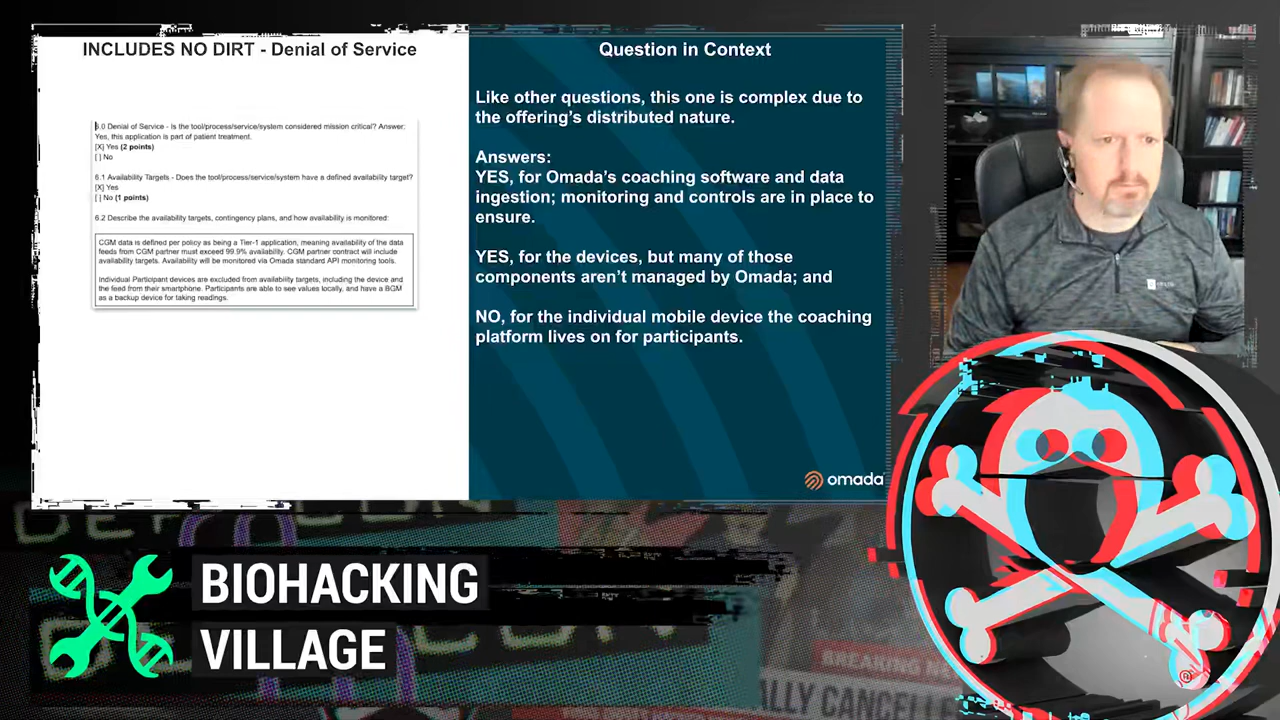 INCLUDES NO DIRT - Denial of Service
6.0 Denial of Service - Is the tool/process/service/system considered mission critical? Answer:
Yes, this application is part of patient treatment.
[X] Yes (2 points)
[ ] No
6.1 Availability Targets - Does the tool/process/service/system have a defined availability target?
[X] Yes
[ ] No (1 points)
6.2 Describe the availability targets, contingency plans, and how availability is monitored:
CGM data is defined per policy as being a Tier-1 application, meaning availability of the data
feeds from CGM partner must exceed 99.9% availability. CGM partner contract will include
availability targets. Availability will be monitored via Omada standard API monitoring tools.
Individual Participant devices are excluded from availability targets, including the device and
the feed from their smartphone. Participants are able to see values locally, and have a BGM
as a backup device for taking readings.
Question in Context
Like other questions, this one is complex due to
the offering's distributed nature.
Answers:
YES, for Omada's coaching software and data
ingestion, monitoring and controls are in place to
ensure.
YES for the devices, but many of the
components aren't managed by Omada and
NO, for the individual mobile device the coaching
platform lives on for participants.
omada
BIOHACKING
VILLAGE
BREAKING
ALLY CANCELLE